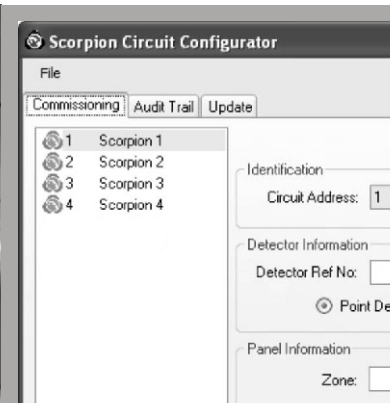 Scorpion Circuit Configurator
File
Commissioning Audit Trail Update
1 Scorpion 1
2 Scorpion 2
3 Scorpion 3
4 Scorpion 4
Identification
Circuit Address: 1
Detector Information
Detector Ref No:
Point De
Panel Information
Zone: